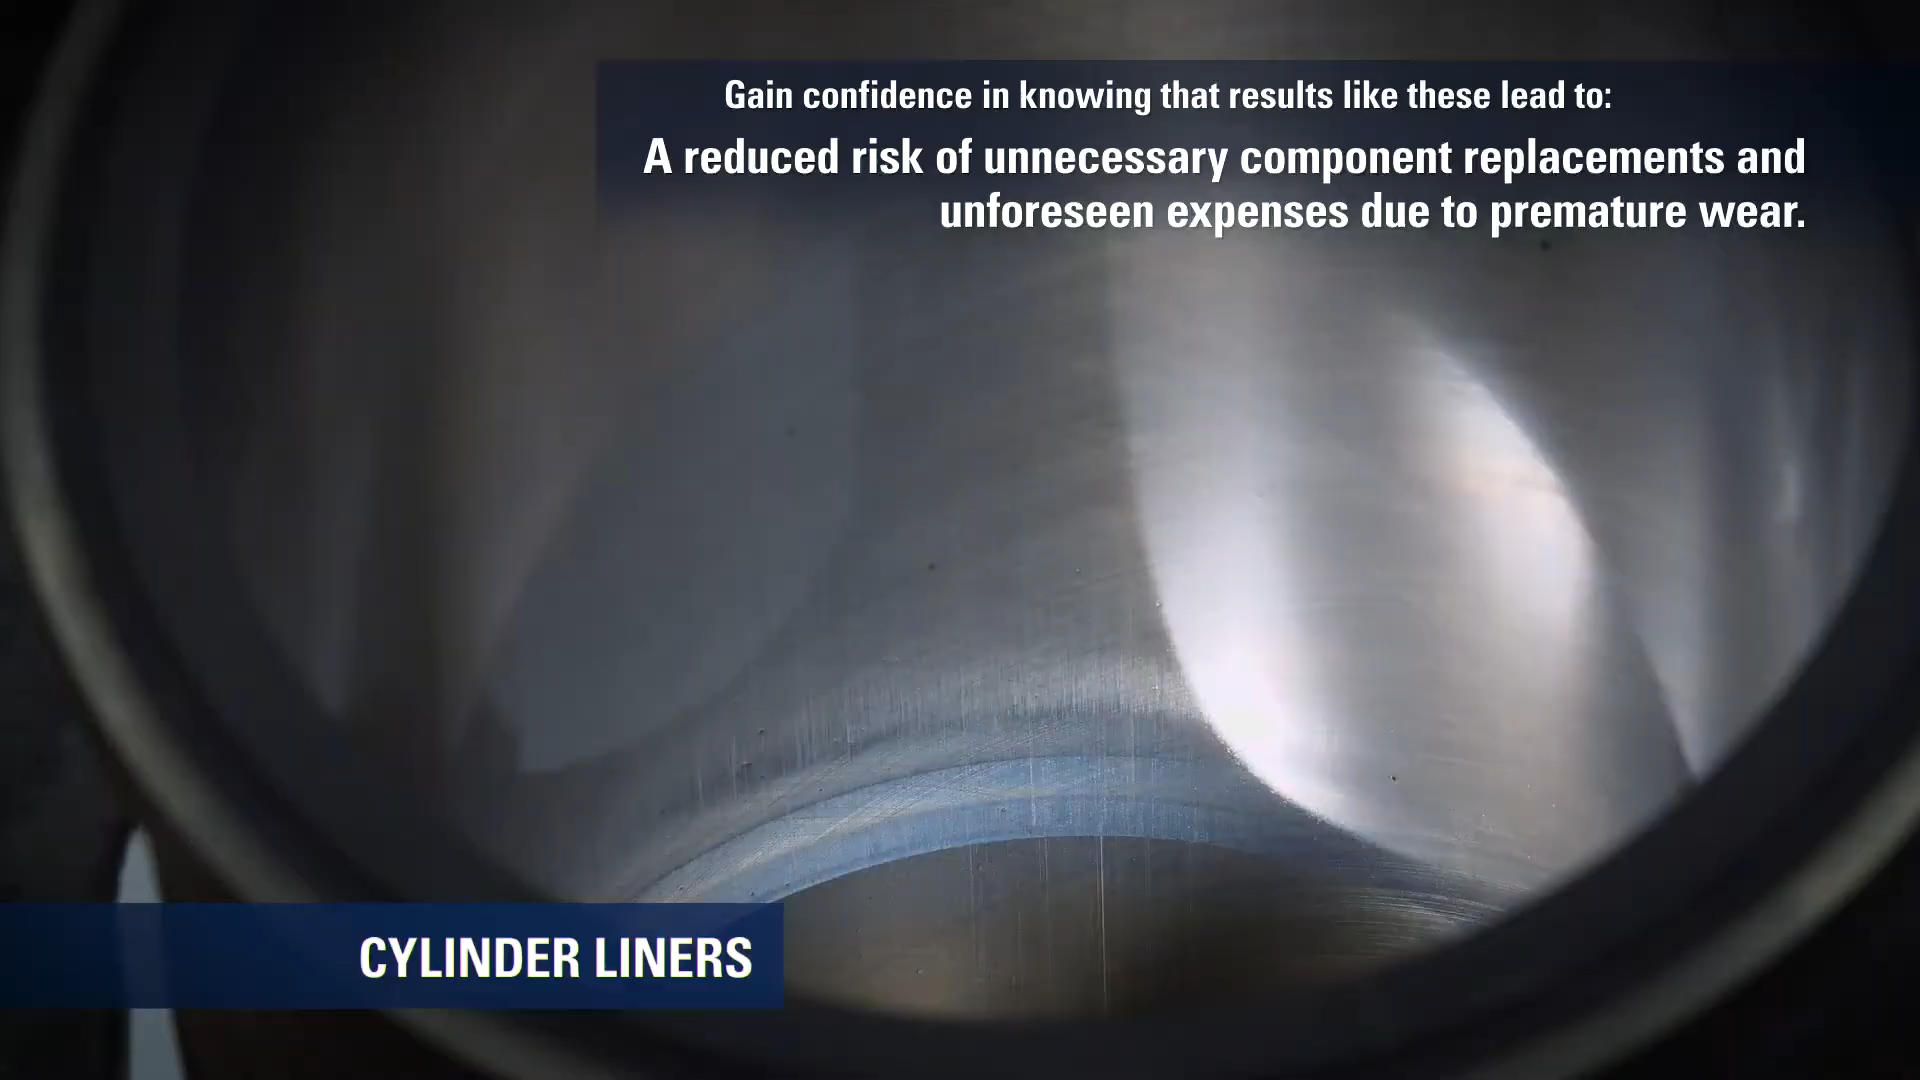 Gain confidence in knowing that results like these lead to:
A reduced risk of unnecessary component replacements and
unforeseen expenses due to premature wear.
CYLINDER LINERS